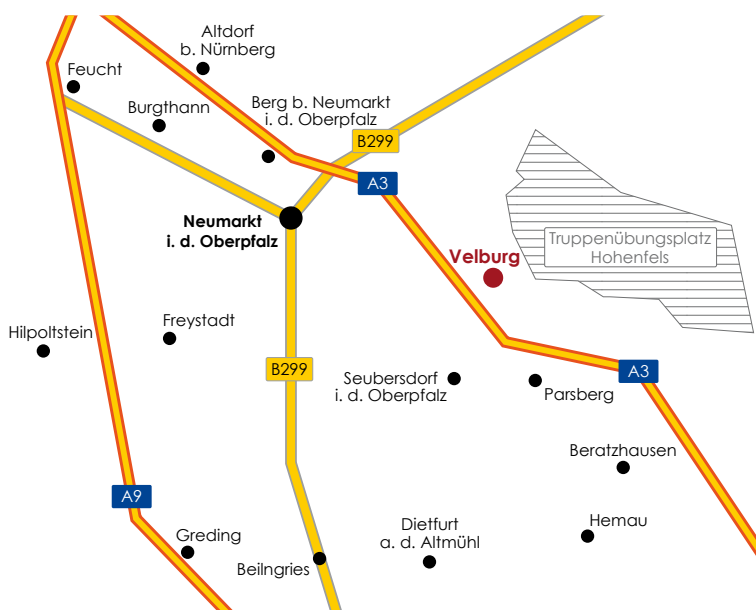 Altdorf
b. Nürnberg
Feucht
Burgthann
Berg b. Neumarkt
i. d. Oberpfalz
B299
A3
Neumarkt
i. d. Oberpfalz
Velburg
Truppenübungsplatz
Hohenfels
Hilpoltstein
Freystadt
B299
Seubersdorf
i. d. Oberpfalz
A3
Parsberg
Beratzhausen
A9
Greding
Beilngries
Dietfurt
a. d. Altmühl
Hemau